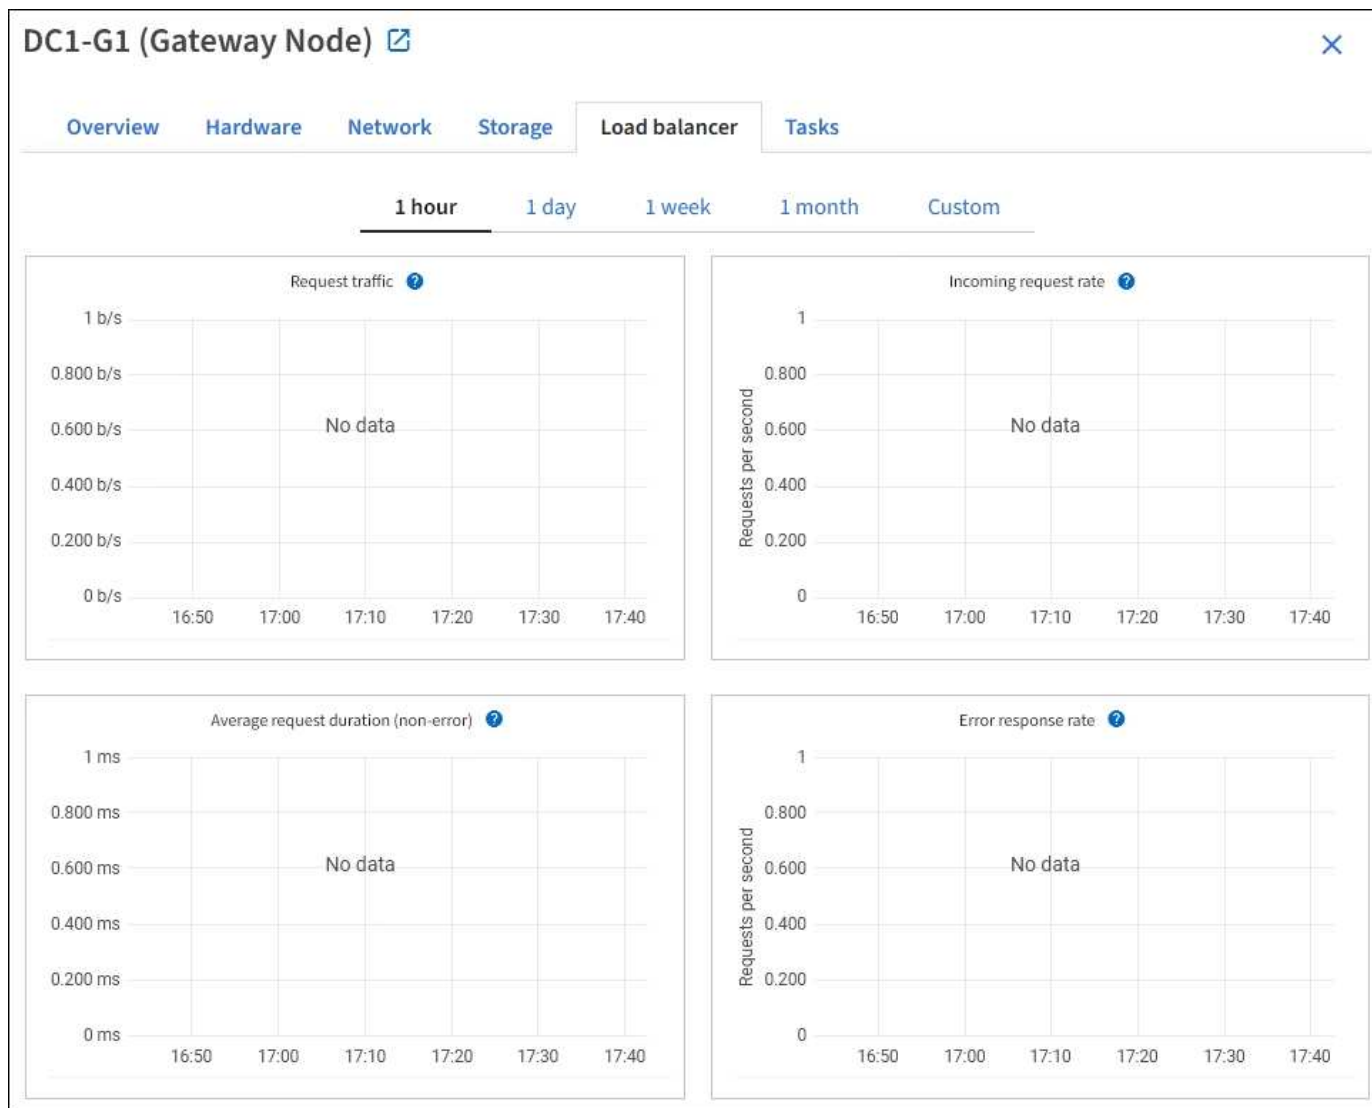 DC1-G1 (Gateway Node)
Overview Hardware Network Storage Load balancer Tasks
1 hour 1 day 1 week 1 month Custom
Request traffic
1 b/s
0.800 b/s
0.600 b/s
0.400 b/s
0.200 b/s
0 b/s
No data
16:50 17:00 17:10 17:20 17:30 17:40
Incoming request rate
Requests per second
1
0.800
0.600
0.400
0.200
0
No data
16:50 17:00 17:10 17:20 17:30 17:40
Average request duration (non-error)
1 ms
0.800 ms
0.600 ms
0.400 ms
0.200 ms
0 ms
No data
16:50 17:00 17:10 17:20 17:30 17:40
Error response rate
Requests per second
1
0.800
0.600
0.400
0.200
0
No data
16:50 17:00 17:10 17:20 17:30 17:40